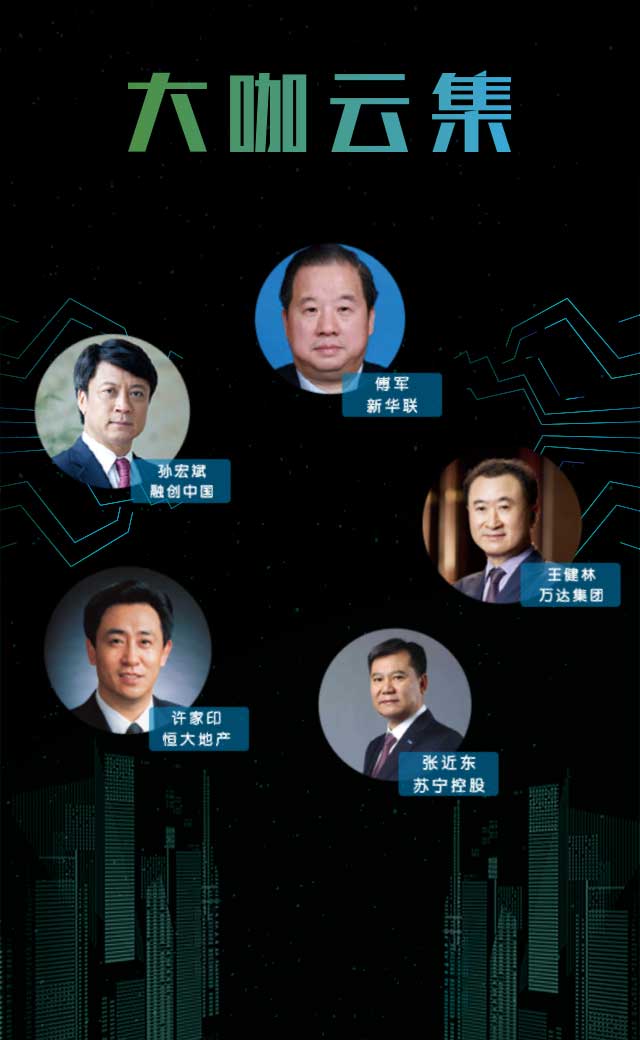 大咖云集
傅军
新华联
孙宏斌
融创中国
王健林
万达集团
许家印
恒大地产
张近东
苏宁控股